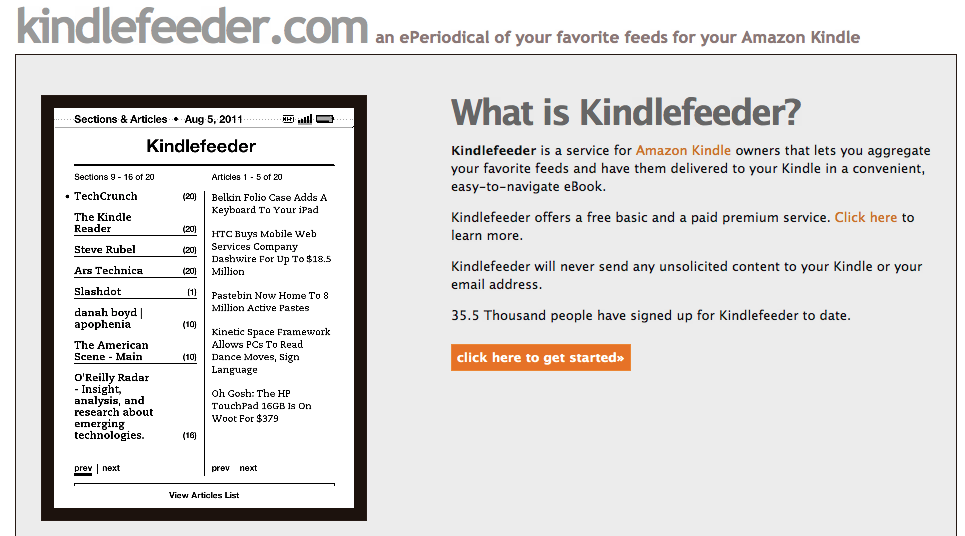 kindlefeeder.com an ePeriodical of your favorite feeds for your Amazon Kindle
Sections & Articles • Aug 5, 2011
Kindlefeeder
Sections 9 - 16 of 20
• TechCrunch (20)
The Kindle
Reader (20)
Steve Rubel (20)
Ars Technica (20)
Slashdot (1)
danah boyd |
apophenia (10)
The American
Scene - Main (10)
O'Reilly Radar
- Insight,
analysis, and
research about
emerging
technologies. (16)
prev | next
Articles 1 - 5 of 20
Belkin Folio Case Adds A
Keyboard To Your iPad
HTC Buys Mobile Web
Services Company
Dashwire For Up To $18.5
Million
Pastebin Now Home To 8
Million Active Pastes
Kinetic Space Framework
Allows PCs To Read
Dance Moves, Sign
Language
Oh Gosh: The HP
TouchPad 16GB Is On
Woot For $379
prev next
View Articles List
What is Kindlefeeder?
Kindlefeeder is a service for Amazon Kindle owners that lets you aggregate
your favorite feeds and have them delivered to your Kindle in a convenient,
easy-to-navigate eBook.
Kindlefeeder offers a free basic and a paid premium service. Click here to
learn more.
Kindlefeeder will never send any unsolicited content to your Kindle or your
email address.
35.5 Thousand people have signed up for Kindlefeeder to date.
click here to get started»